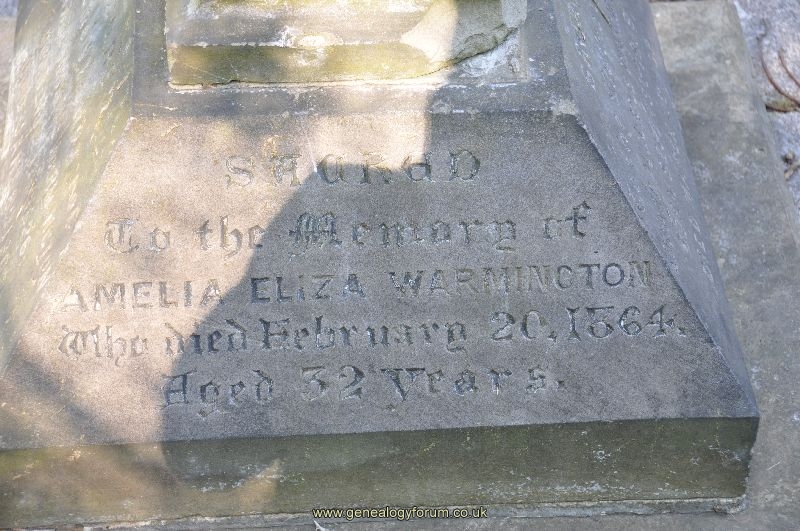 SACRED
To the Memory of
AMELIA ELIZA WARMINGTON
Who died February 20, 1864.
Aged 32 Years.
www.genealogyforum.co.uk